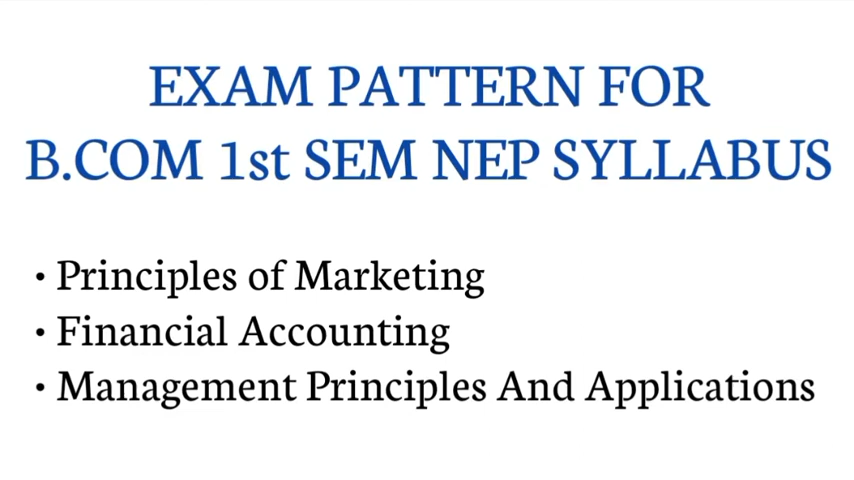 EXAM PATTERN FOR
B.COM 1st SEM NEP SYLLABUS
• Principles of Marketing
• Financial Accounting
• Management Principles And Applications